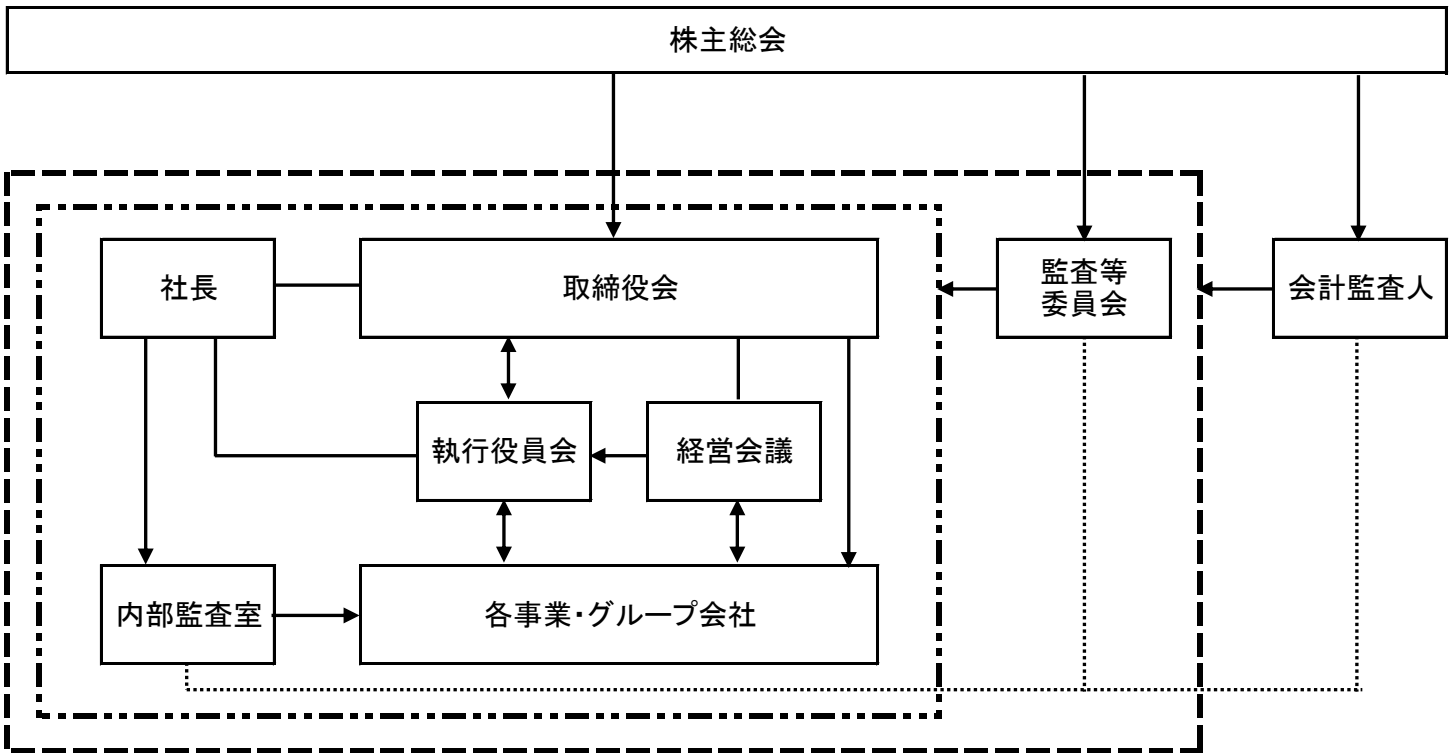 株主総会
社長
取締役会
監査等
委員会
会計監査人
執行役員会
経営会議
内部監査室
各事業・グループ会社